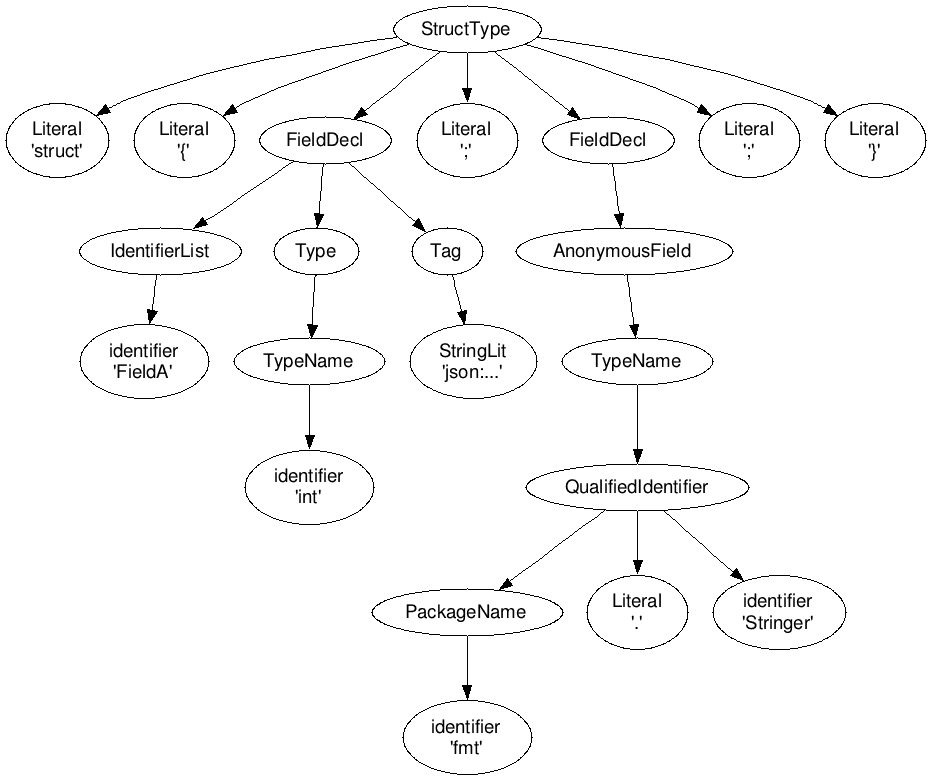 StructType
Literal
'struct'
Literal
'{'
FieldDecl
Literal
';'
FieldDecl
Literal
';'
Literal
'}'
IdentifierList
Type
Tag
AnonymousField
identifier
'FieldA'
TypeName
StringLit
'json:...'
TypeName
identifier
'int'
QualifiedIdentifier
PackageName
Literal
'.'
identifier
'Stringer'
identifier
'fmt'